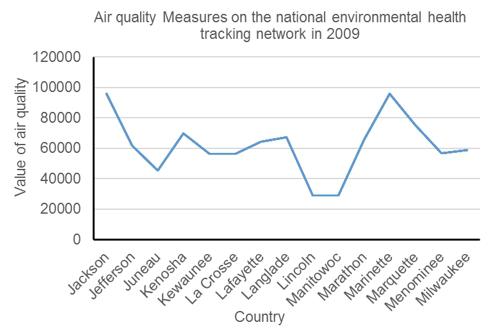 Air quality Measures on the national environmental health
tracking network in 2009
Value of air quality
120000
100000
80000
60000
40000
20000
0
Jackson
Jefferson
Juneau
Kenosha
Kewaunee
La Crosse
Lafayette
Langlade
Lincoln
Manitowoc
Marathon
Marinette
Marquette
Menominee
Milwaukee
Country